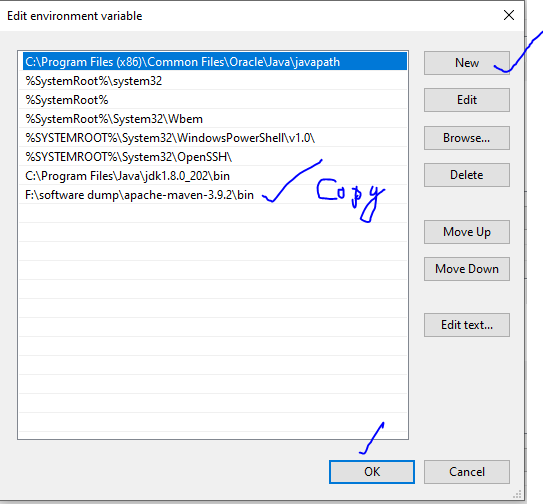 Edit environment variable
C:\Program Files (x86)\Common Files\Oracle\Java\javapath
%SystemRoot%\system32
%SystemRoot%
%SystemRoot%\System32\Wbem
%SYSTEMROOT%\System32\WindowsPowerShell\v1.0\
%SYSTEMROOT%\System32\OpenSSH\
C:\Program Files\Java\jdk1.8.0_202\bin
F:\software dump\apache-maven-3.9.2\bin
Copy
New
Edit
Browse...
Delete
Move Up
Move Down
Edit text...
OK
Cancel